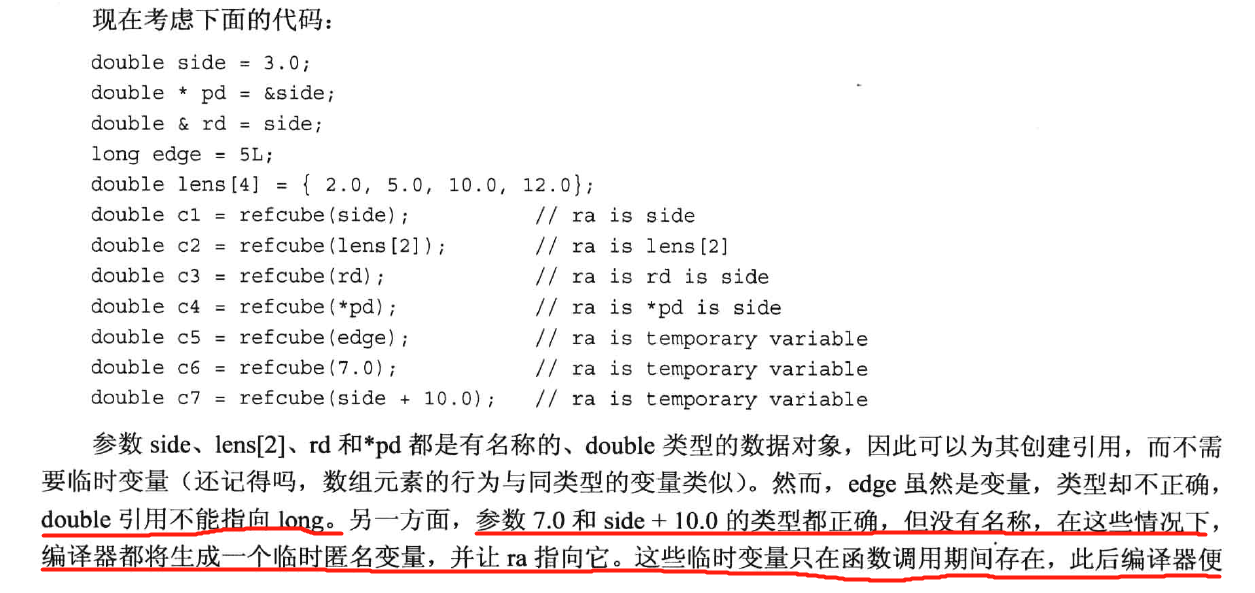 现在考虑下面的代码：
double side = 3.0;
double * pd = &side;
double & rd = side;
long edge = 5L;
double lens[4] = { 2.0, 5.0, 10.0, 12.0};
double c1 = refcube(side);          // ra is side
double c2 = refcube(lens[2]);       // ra is lens[2]
double c3 = refcube(rd);            // ra is rd is side
double c4 = refcube(*pd);           // ra is *pd is side
double c5 = refcube(edge);          // ra is temporary variable
double c6 = refcube(7.0);           // ra is temporary variable
double c7 = refcube(side + 10.0);   // ra is temporary variable
参数 side、lens[2]、rd 和*pd 都是有名称的、double 类型的数据对象，因此可以为其创建引用，而不需
要临时变量（还记得吗，数组元素的行为与同类型的变量类似）。然而，edge 虽然是变量，类型却不正确，
double 引用不能指向 long。另一方面，参数 7.0 和 side + 10.0 的类型都正确，但没有名称，在这些情况下，
编译器都将生成一个临时匿名变量，并让 ra 指向它。这些临时变量只在函数调用期间存在，此后编译器便